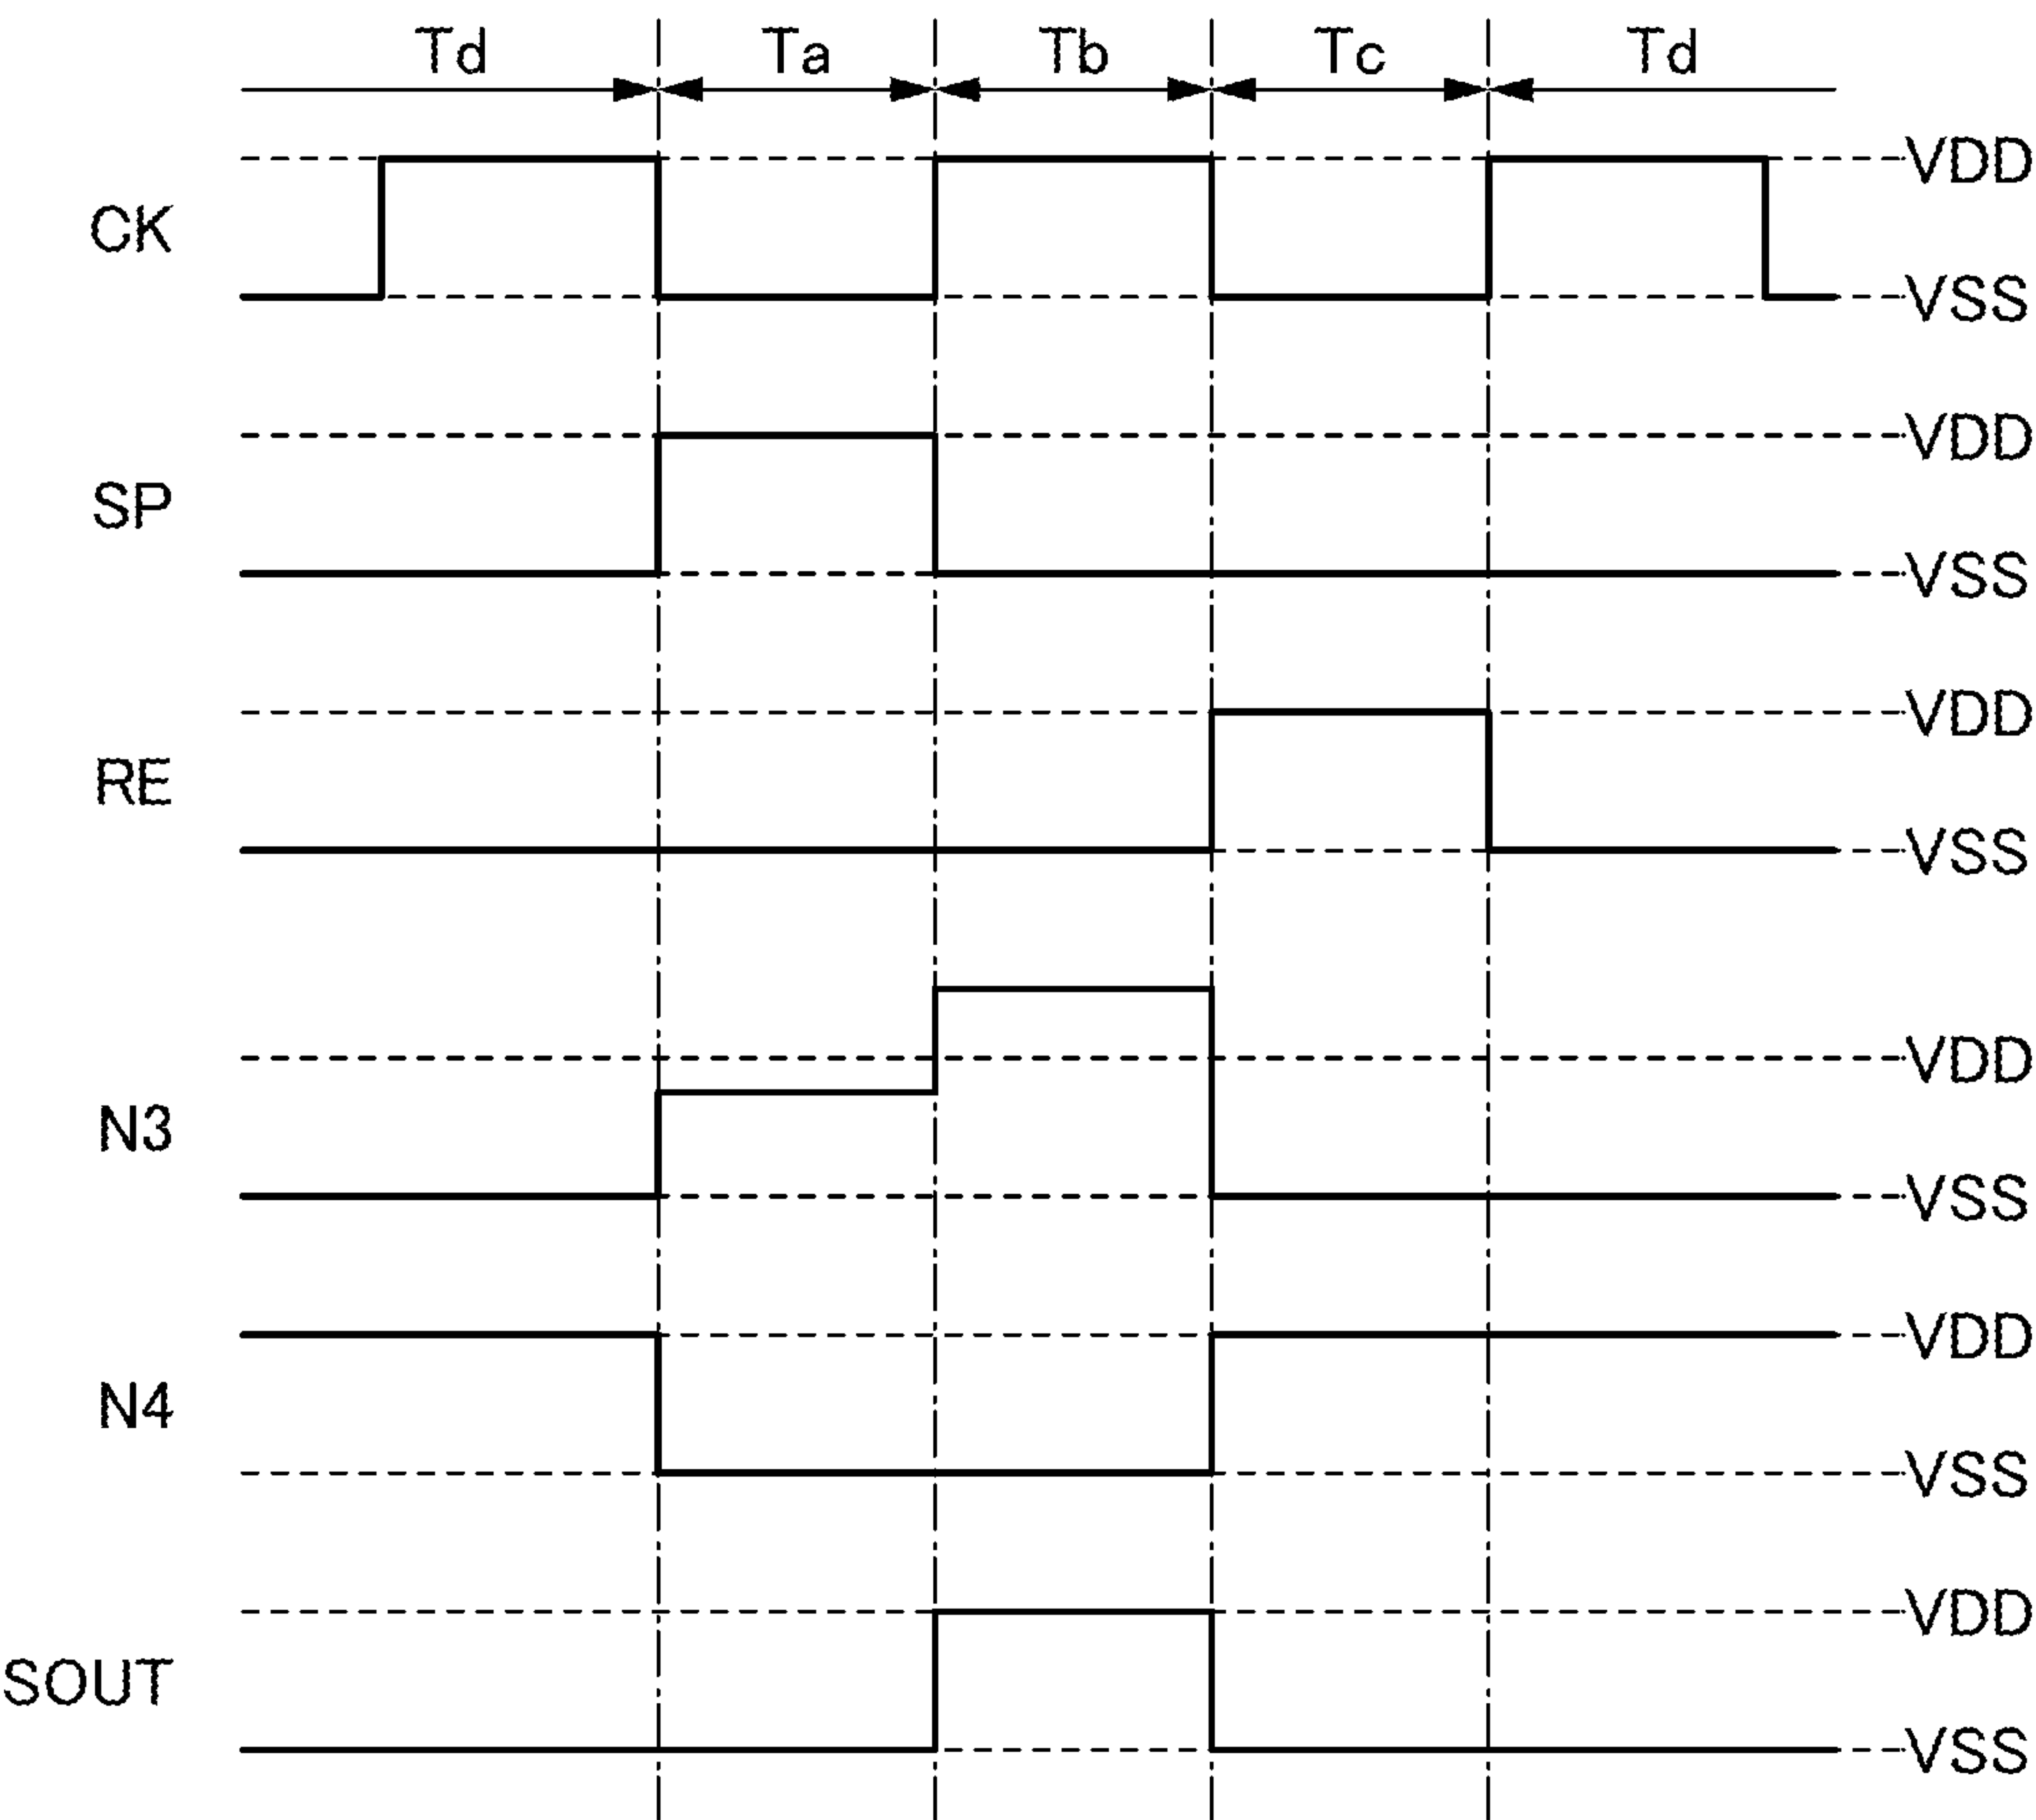 Td Ta Tb Tc Td
VDD
CK
VSS
VDD
SP
VSS
VDD
RE
VSS
VDD
N3
VSS
VDD
N4
VSS
VDD
SOUT
VSS